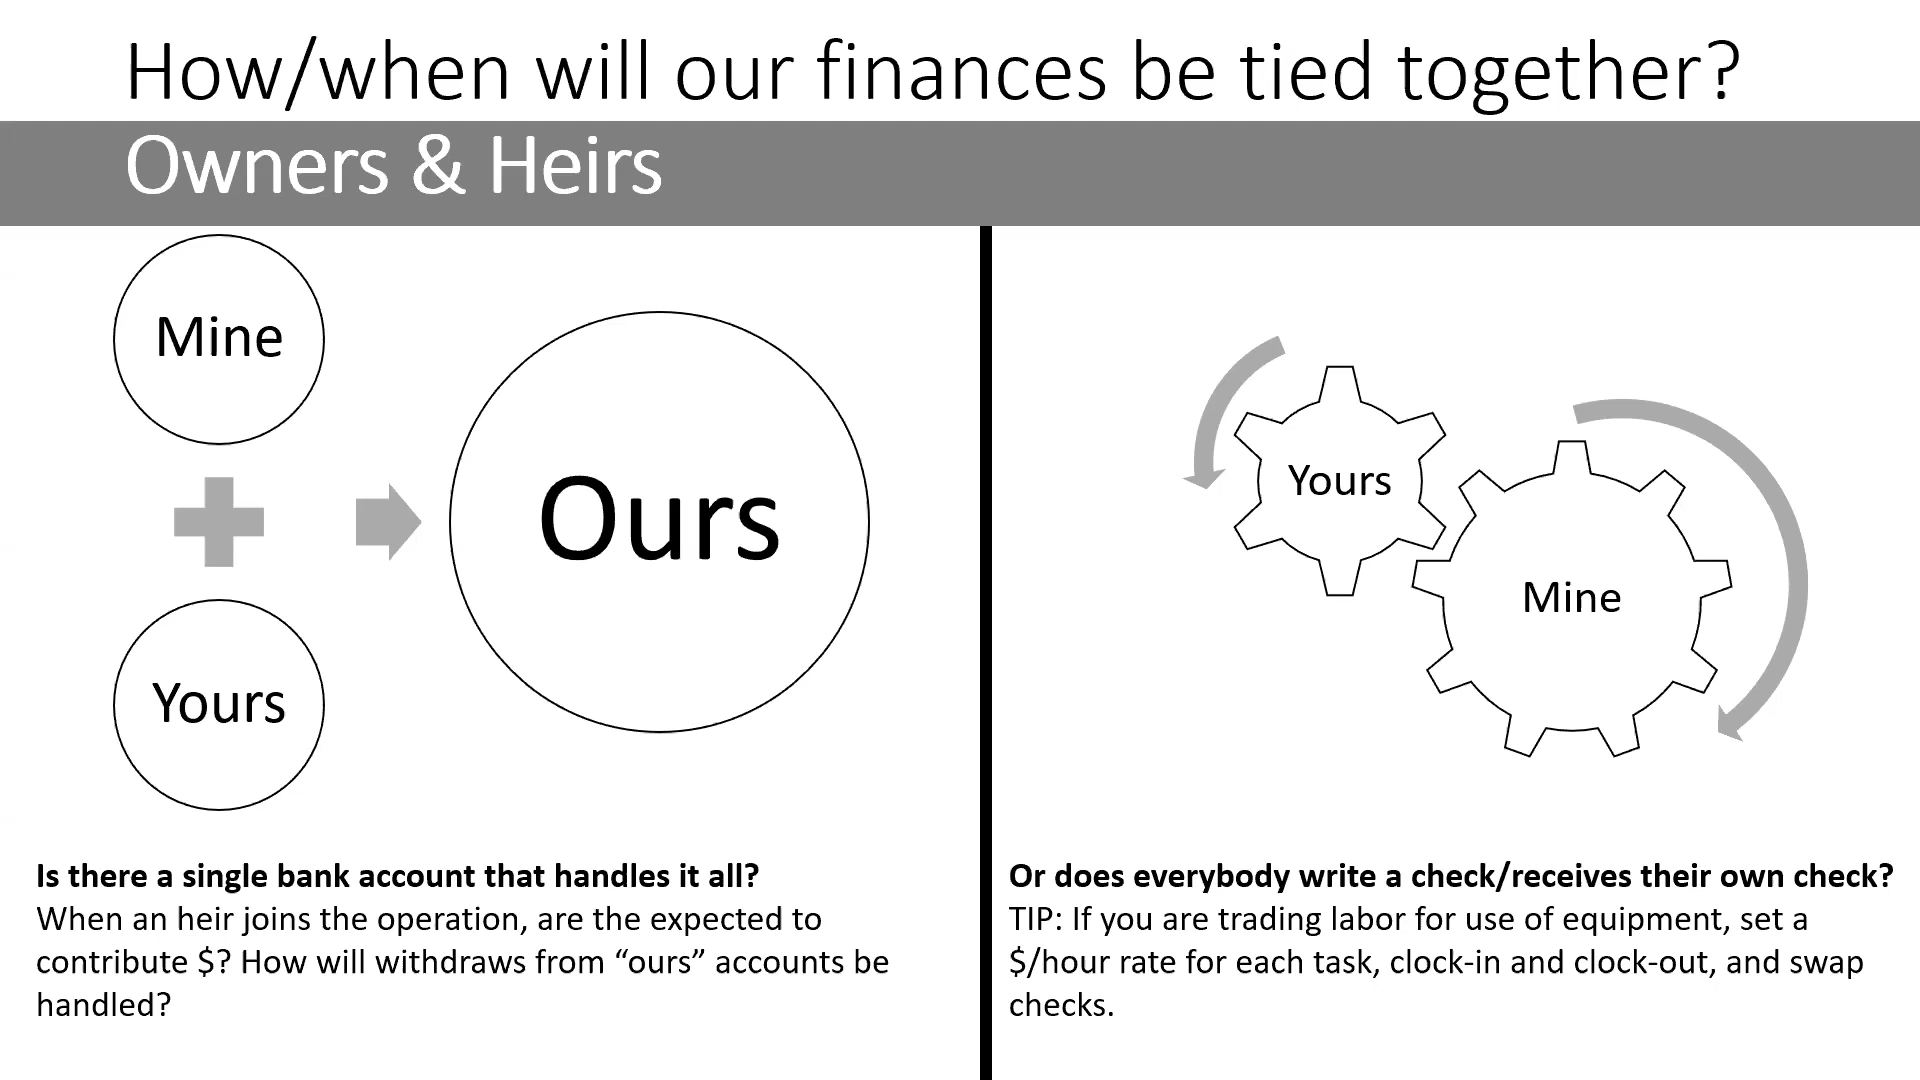 How/when will our finances be tied together?
Owners & Heirs
Mine
Yours
Ours
Is there a single bank account that handles it all?
When an heir joins the operation, are the expected to
contribute $? How will withdraws from “ours” accounts be
handled?
Yours
Mine
Or does everybody write a check/receives their own check?
TIP: If you are trading labor for use of equipment, set a
$/hour rate for each task, clock-in and clock-out, and swap
checks.